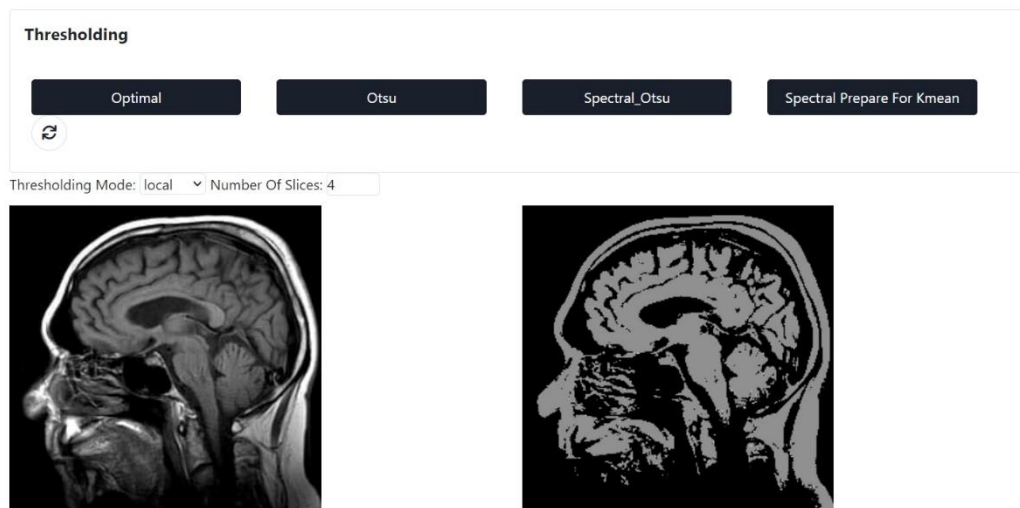 Thresholding
Optimal Otsu Spectral_Otsu Spectral Prepare For Kmean
Thresholding Mode: local Number Of Slices: 4